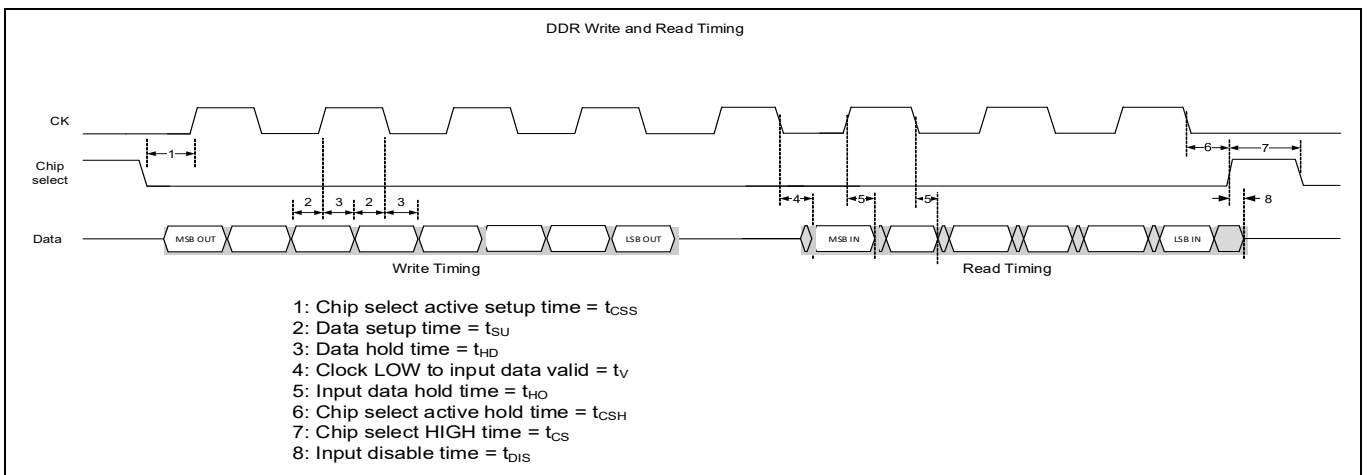 DDR Write and Read Timing
CK
1
6 7
Chip
select
2 3 2 3
4 5 5
8
Data
MSB OUT
LSB OUT
MSB IN
LSB IN
Write Timing
Read Timing
1: Chip select active setup time = tCSS
2: Data setup time = tSU
3: Data hold time = tHD
4: Clock LOW to input data valid = tV
5: Input data hold time = tHO
6: Chip select active hold time = tCSH
7: Chip select HIGH time = tCS
8: Input disable time = tDIS